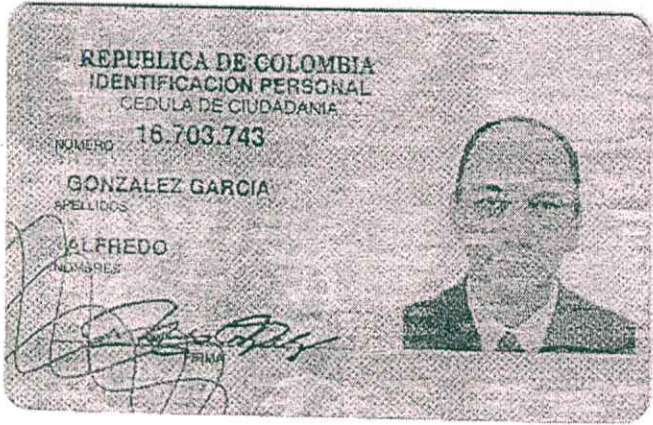 REPUBLICA DE COLOMBIA
IDENTIFICACION PERSONAL
CEDULA DE CIUDADANIA
NUMERO 16.703.743
GONZALEZ GARCIA
APELLIDOS
ALFREDO
NOMBRES
FIRMA